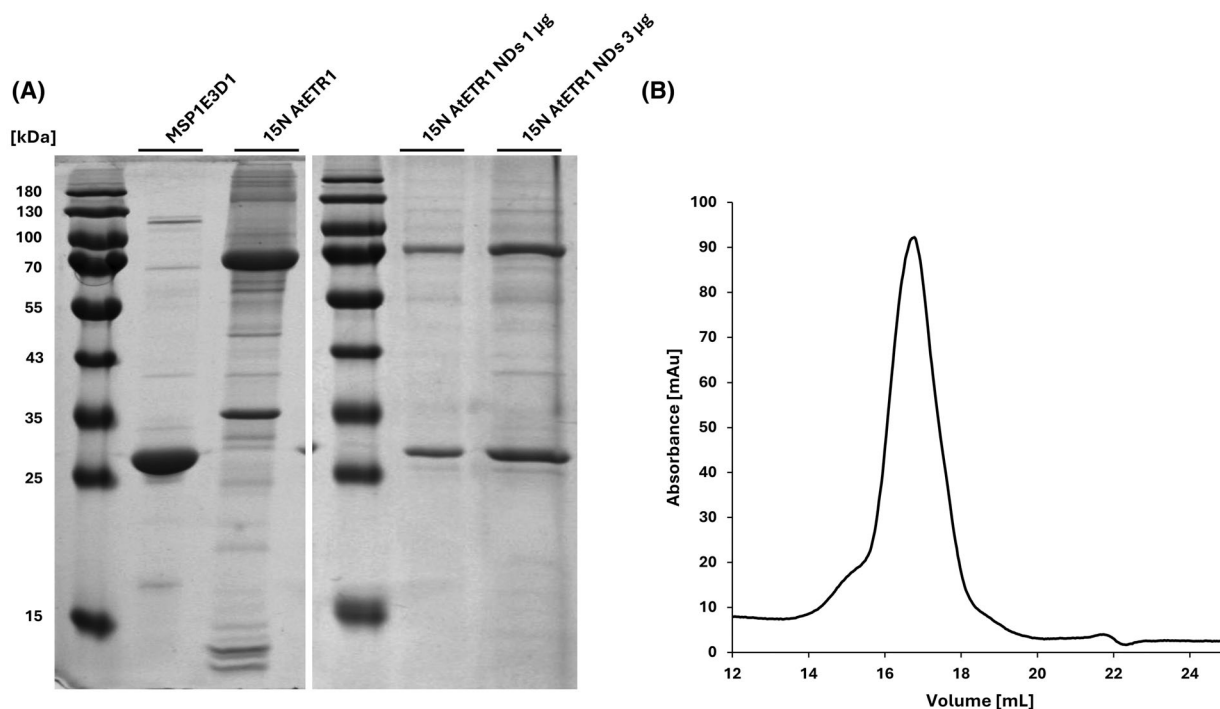 (A)
[kDa]
MSP1E3D1
15N AtETR1
15N AtETR1 NDs 1 µg
15N AtETR1 NDs 3 µg
180
130
100
70
55
43
35
25
15
(B)
Absorbance [mAu]
100
90
80
70
60
50
40
30
20
10
0
12 14 16 18 20 22 24
Volume [mL]